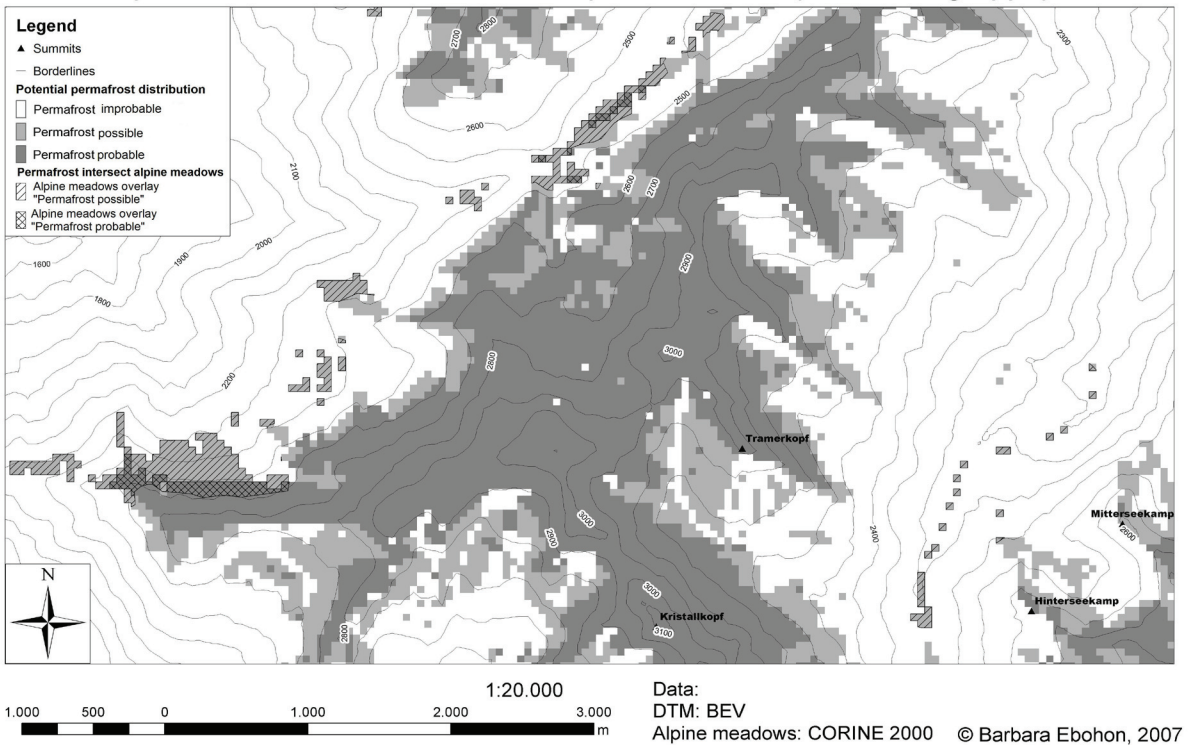 Legend
Summits
Borderlines
Potential permafrost distribution
Permafrost improbable
Permafrost possible
Permafrost probable
Permafrost intersect alpine meadows
Alpine meadows overlay
"Permafrost possible"
Alpine meadows overlay
"Permafrost probable"
2700
2800
2500
2300
2600
2500
2100
2600
2700
2000
1900
1600
2900
1800
2800
3000
2200
Tramerkopf
Mitterseekamp
3000
2900
2400
2600
N
3000
Hinterseekamp
Kristallkopf
3100
2800
1:20.000
1.000 500 0 1.000 2.000 3.000
m
Data:
DTM: BEV
Alpine meadows: CORINE 2000 © Barbara Ebohon, 2007